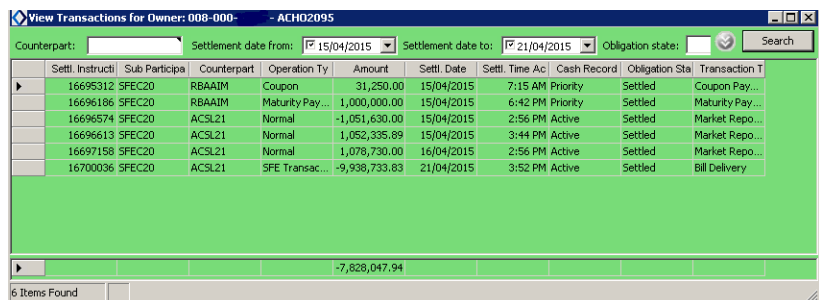 View Transactions for Owner: 008-000- - ACHO2095
Counterpart: Settlement date from: 15/04/2015 Settlement date to: 21/04/2015 Obligation state: Search
Settl. Instructi Sub Participa Counterpart Operation Ty Amount Settl. Date Settl. Time Ac Cash Record Obligation Sta Transaction T
16695312 SFEC20 RBAAIM Coupon 31,250.00 15/04/2015 7:15 AM Priority Settled Coupon Pay...
16696186 SFEC20 RBAAIM Maturity Pay... 1,000,000.00 15/04/2015 6:42 PM Priority Settled Maturity Pay...
16696574 SFEC20 ACSL21 Normal -1,051,630.00 15/04/2015 2:56 PM Active Settled Market Repo...
16696613 SFEC20 ACSL21 Normal 1,052,335.89 15/04/2015 3:44 PM Active Settled Market Repo...
16697158 SFEC20 ACSL21 Normal 1,078,730.00 16/04/2015 2:56 PM Active Settled Market Repo...
16700036 SFEC20 ACSL21 SFE Transac... -9,938,733.83 21/04/2015 3:52 PM Active Settled Bill Delivery
-7,828,047.94
6 Items Found